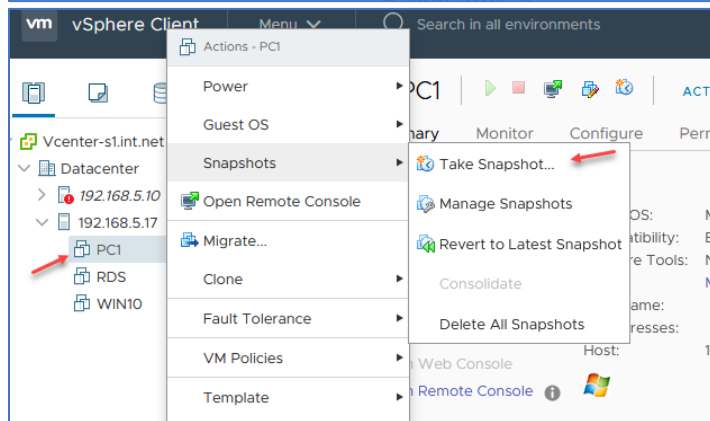 vm vSphere Client Menu Search in all environments
Actions - PC1
Power
Guest OS
Snapshots
Open Remote Console
Migrate...
Clone
Fault Tolerance
VM Policies
Template
Vcenter-s1.int.net
Datacenter
192.168.5.10
192.168.5.17
PC1
RDS
WIN10
PC1 ACT
mary Monitor Configure Per
Take Snapshot...
Manage Snapshots
Revert to Latest Snapshot
Consolidate
Delete All Snapshots
OS:
atibility:
re Tools:
ame:
resses:
Host: 1
Web Console
Remote Console